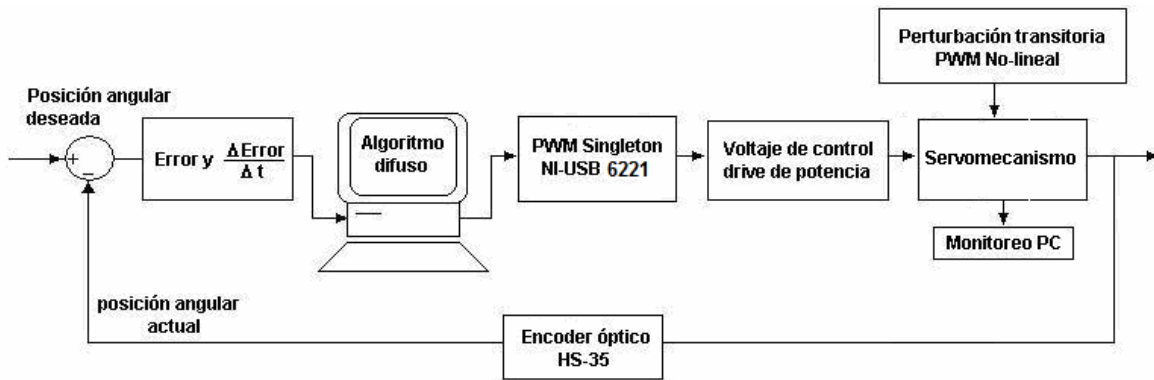 Perturbación transitoria
PWM No-lineal
Posición angular
deseada
+
−
Error y ΔError
Δ t
Algoritmo
difuso
PWM Singleton
NI-USB 6221
Voltaje de control
drive de potencia
Servomecanismo
Monitoreo PC
posición angular
actual
Encoder óptico
HS-35